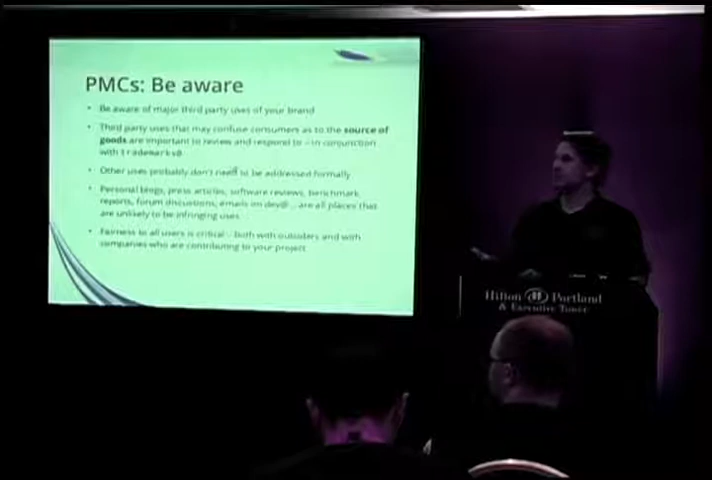 PMCs: Be aware
• Be aware of major third party uses of your brand
• Third party uses that may confuse consumers as to the source of
goods are important to review and respond to – in conjunction
with trademarks@
• Other uses probably don't need to be addressed formally
• Personal blogs, press articles, software reviews, benchmark
reports, forum discussions, emails on dev@ .. are all places that
are unlikely to be infringing uses
• Fairness to all users is critical – both with outsiders and with
companies who are contributing to your project
Hilton Portland
& Executive Tower